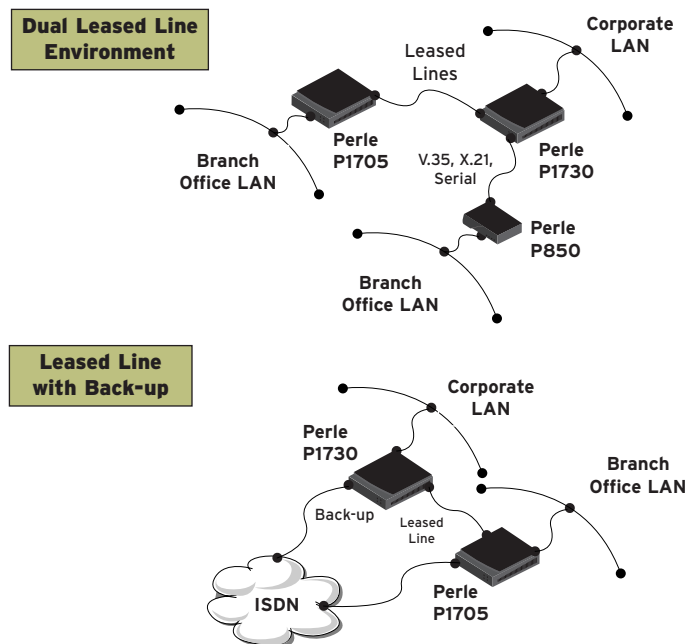 Dual Leased Line
Environment
Corporate
LAN
Leased
Lines
Perle
P1705
Perle
P1730
Branch
Office LAN
V.35, X.21,
Serial
Perle
P850
Branch
Office LAN
Leased Line
with Back-up
Corporate
LAN
Perle
P1730
Branch
Office LAN
Back-up
Leased
Line
ISDN
Perle
P1705